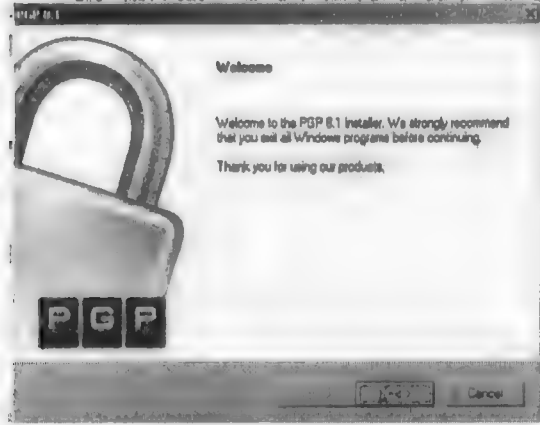 PGP 8.1
Welcome
Welcome to the PGP 8.1 Installer. We strongly recommend
that you exit all Windows programs before continuing.
Thank you for using our products.
PGP
Next >
Cancel